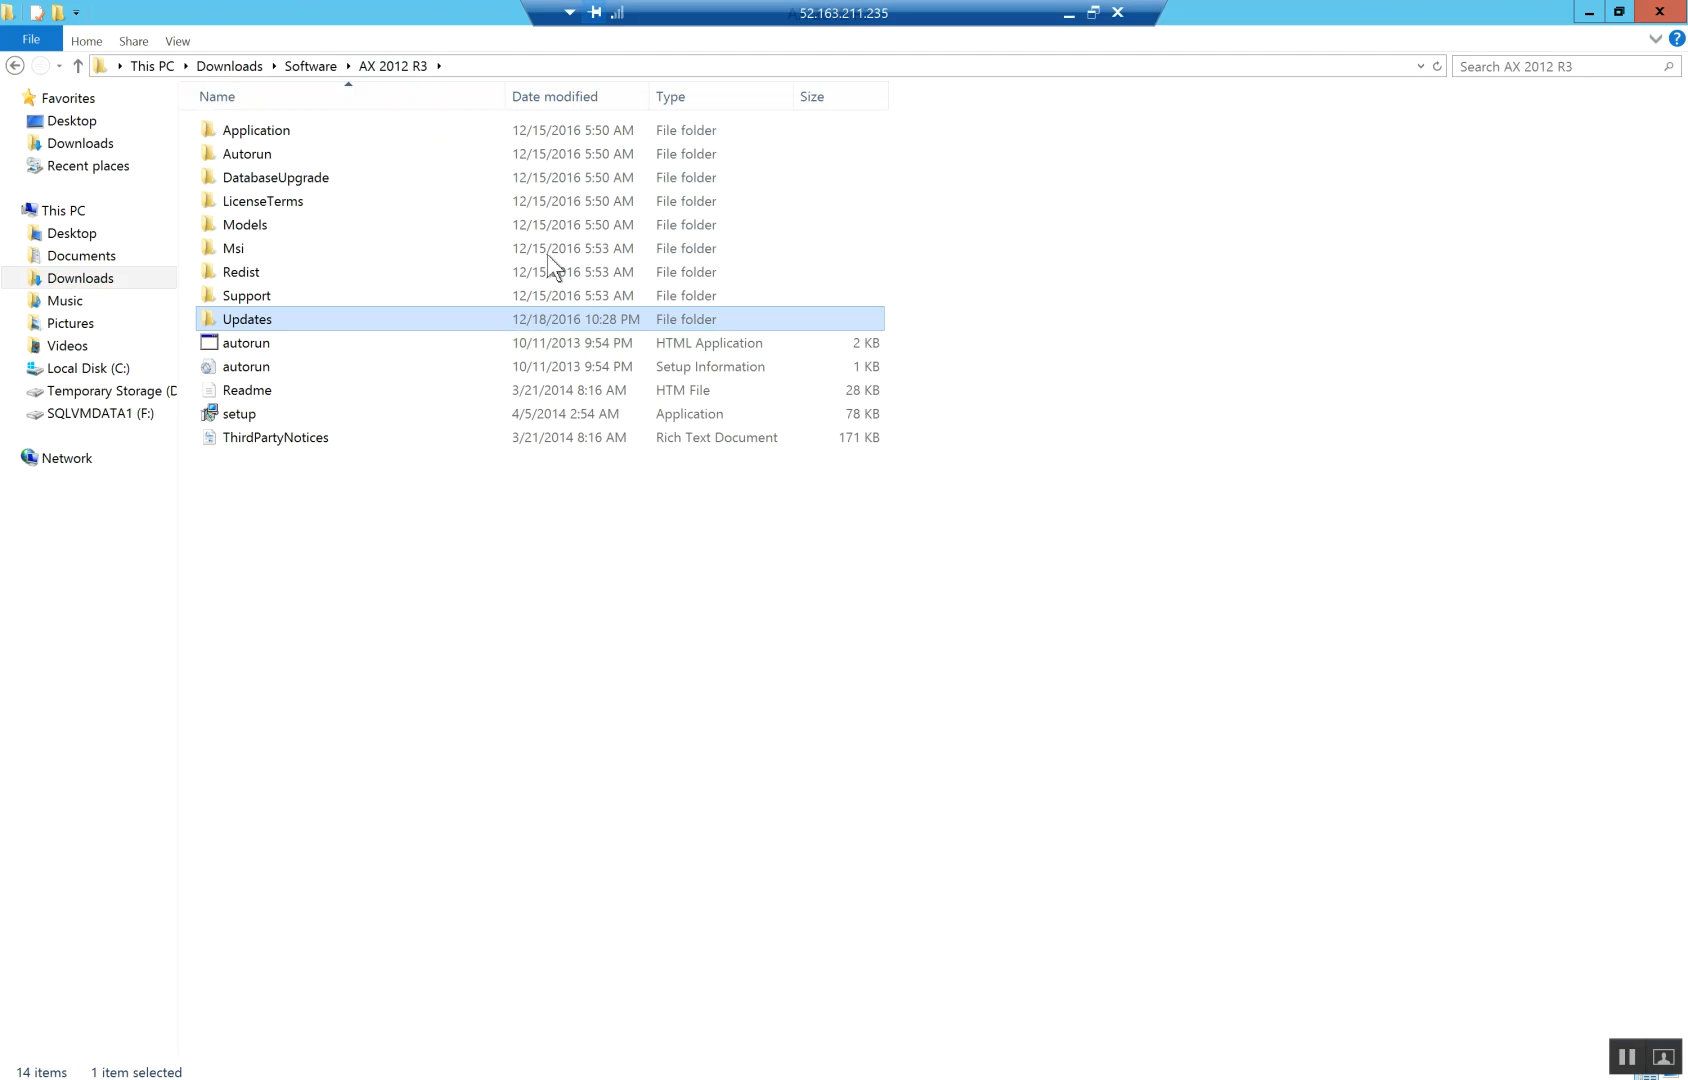 52.163.211.235
File Home Share View
This PC Downloads Software AX 2012 R3 Search AX 2012 R3
Favorites
Desktop
Downloads
Recent places
This PC
Desktop
Documents
Downloads
Music
Pictures
Videos
Local Disk (C:)
Temporary Storage (D
SQLVMDATA1 (F:)
Network
Name Date modified Type Size
Application 12/15/2016 5:50 AM File folder
Autorun 12/15/2016 5:50 AM File folder
DatabaseUpgrade 12/15/2016 5:50 AM File folder
LicenseTerms 12/15/2016 5:50 AM File folder
Models 12/15/2016 5:50 AM File folder
Msi 12/15/2016 5:53 AM File folder
Redist 12/15/2016 5:53 AM File folder
Support 12/15/2016 5:53 AM File folder
Updates 12/18/2016 10:28 PM File folder
autorun 10/11/2013 9:54 PM HTML Application 2 KB
autorun 10/11/2013 9:54 PM Setup Information 1 KB
Readme 3/21/2014 8:16 AM HTM File 28 KB
setup 4/5/2014 2:54 AM Application 78 KB
ThirdPartyNotices 3/21/2014 8:16 AM Rich Text Document 171 KB
14 items 1 item selected